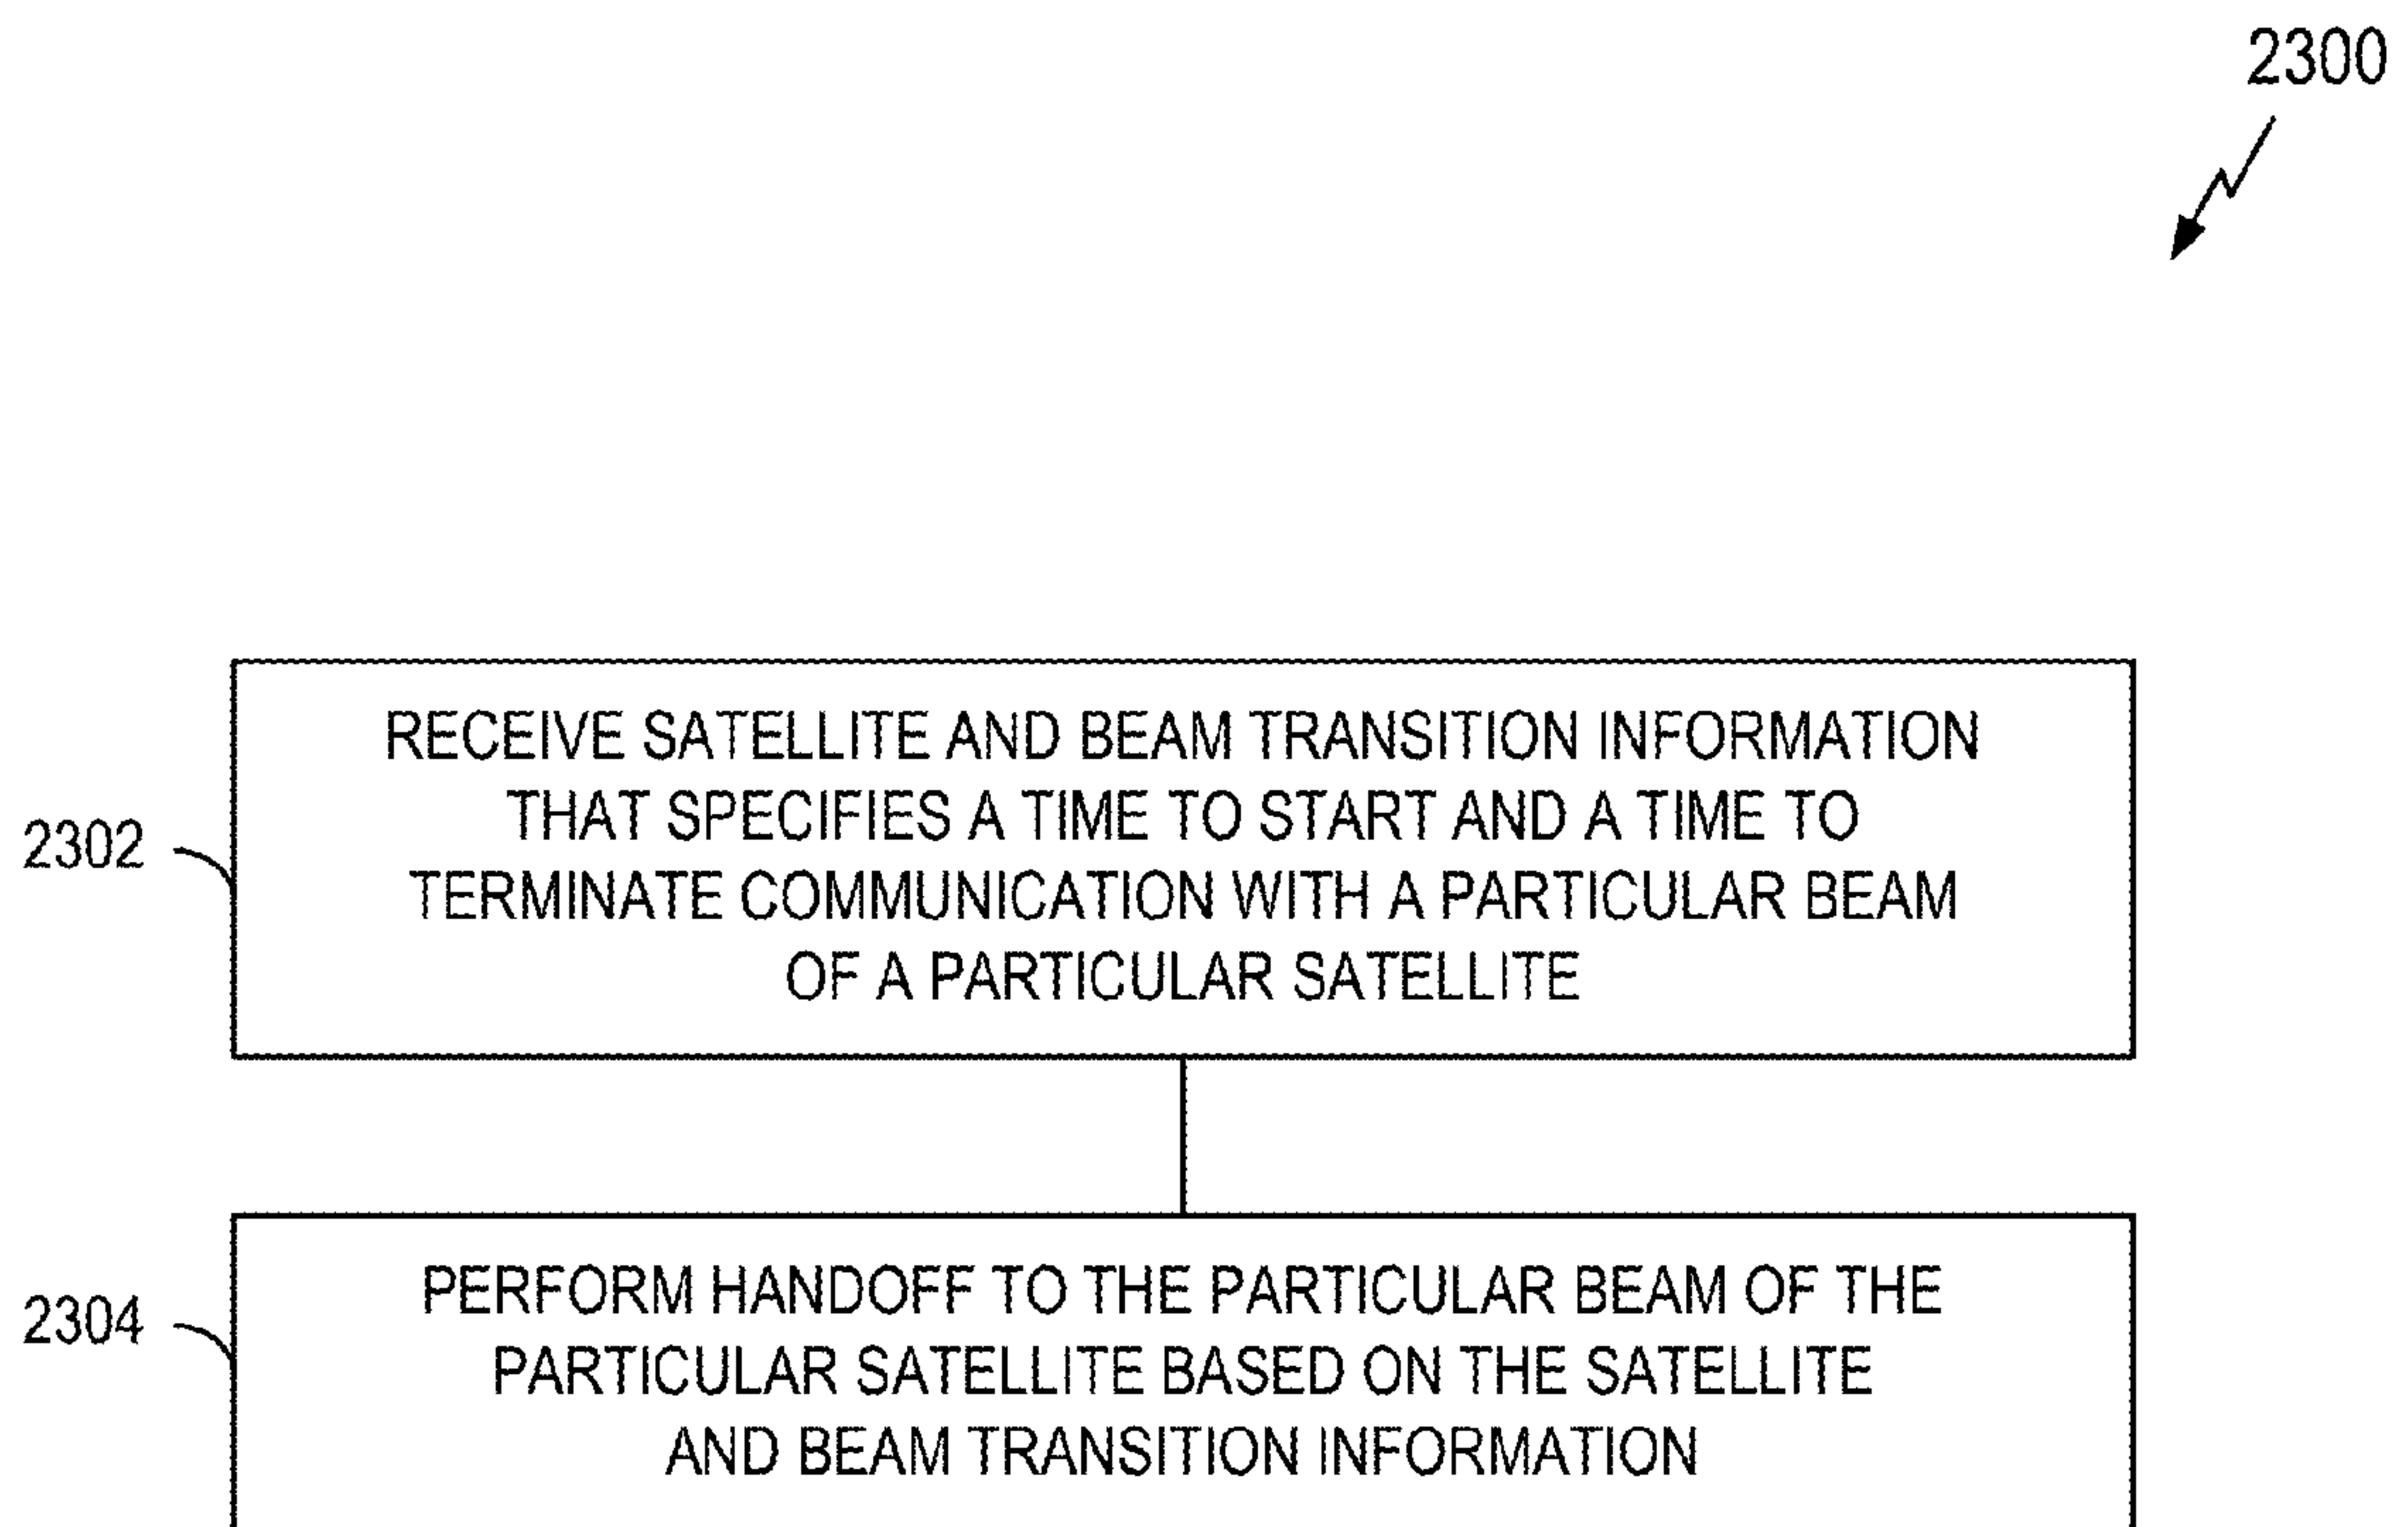 2300
2302
RECEIVE SATELLITE AND BEAM TRANSITION INFORMATION
THAT SPECIFIES A TIME TO START AND A TIME TO
TERMINATE COMMUNICATION WITH A PARTICULAR BEAM
OF A PARTICULAR SATELLITE
2304
PERFORM HANDOFF TO THE PARTICULAR BEAM OF THE
PARTICULAR SATELLITE BASED ON THE SATELLITE
AND BEAM TRANSITION INFORMATION